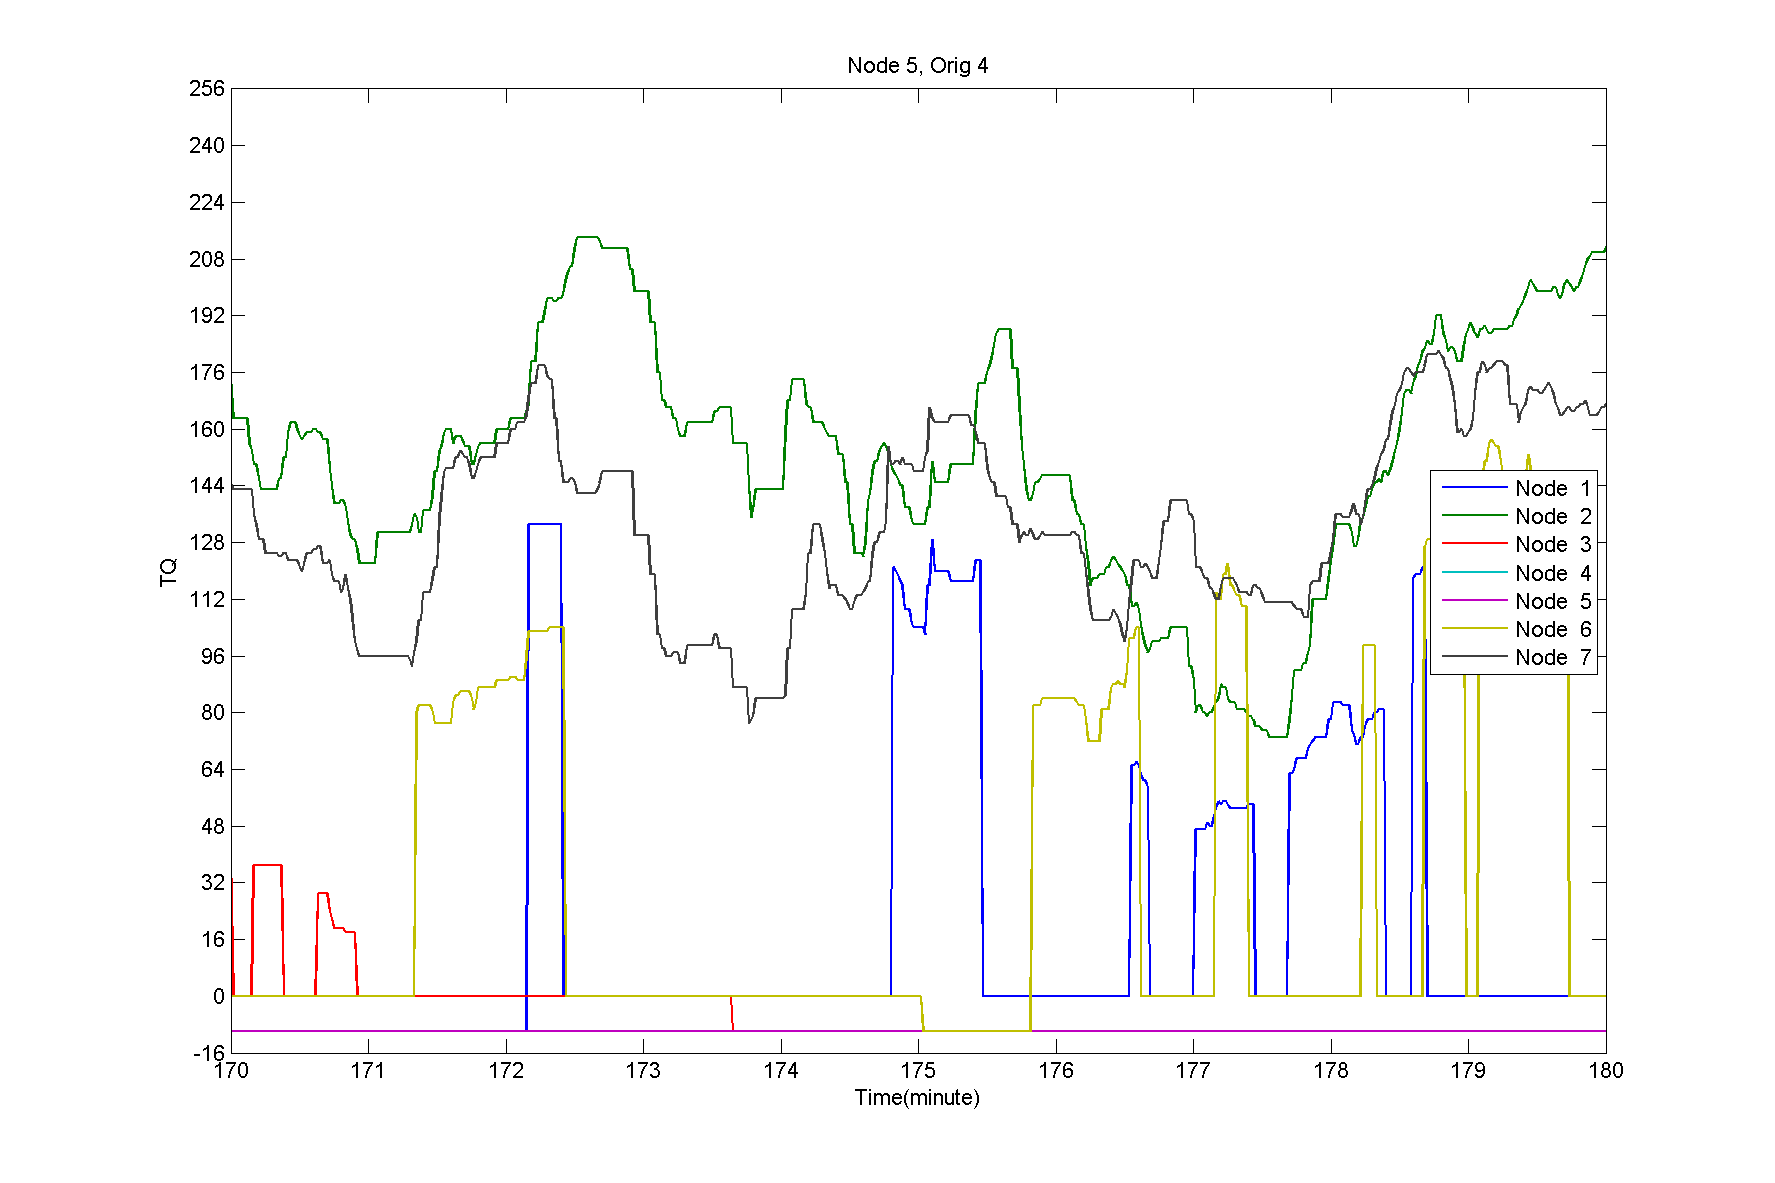 Node 5, Orig 4
256
240
224
208
192
176
160
144
128
112
96
80
64
48
32
16
0
-16
TQ
170 171 172 173 174 175 176 177 178 179 180
Time(minute)
Node 1
Node 2
Node 3
Node 4
Node 5
Node 6
Node 7